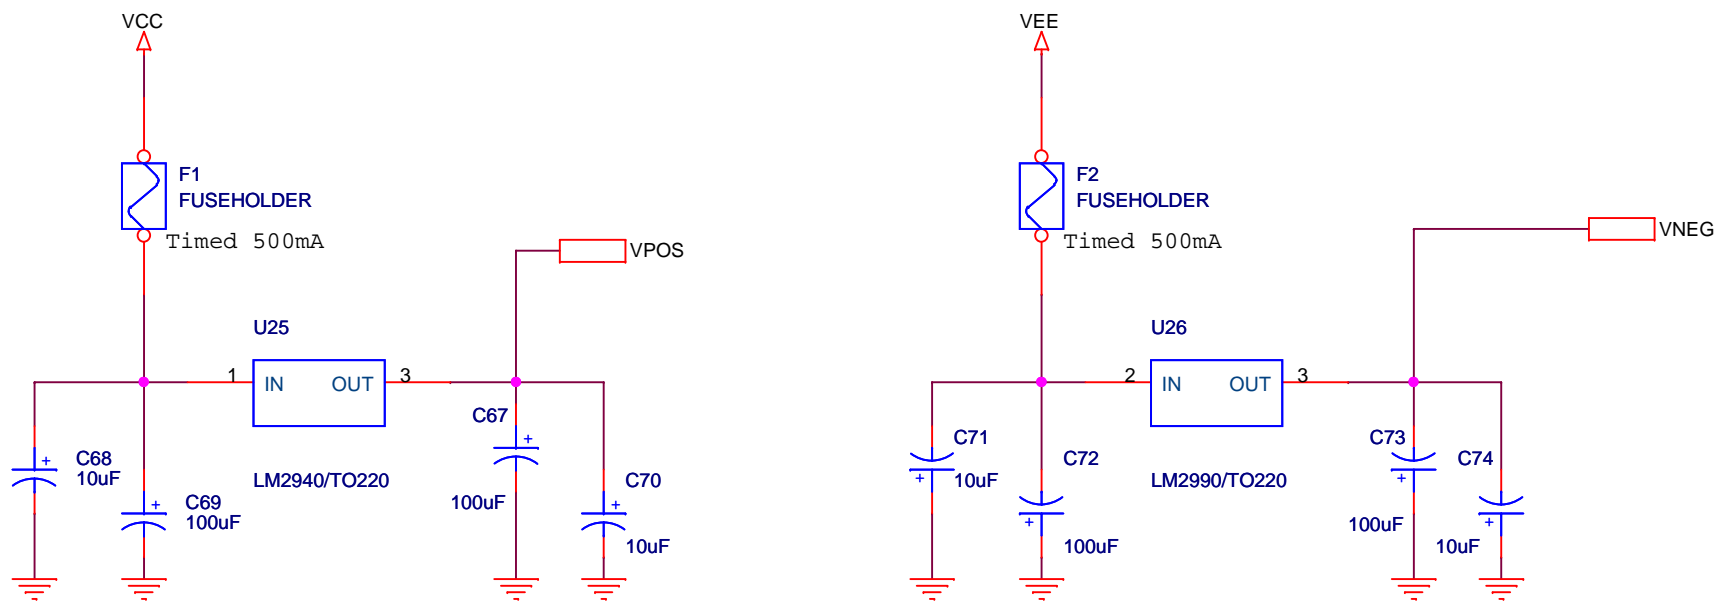 VCC
F1
FUSEHOLDER
Timed 500mA
VPOS
U25
1
IN
OUT
3
C67
C68
10uF
LM2940/TO220
C69
100uF
100uF
C70
10uF
+
+
+
+
VEE
F2
FUSEHOLDER
Timed 500mA
VNEG
U26
2
IN
OUT
3
C71
10uF
C72
100uF
LM2990/TO220
C73
100uF
C74
10uF
+
+
+
+